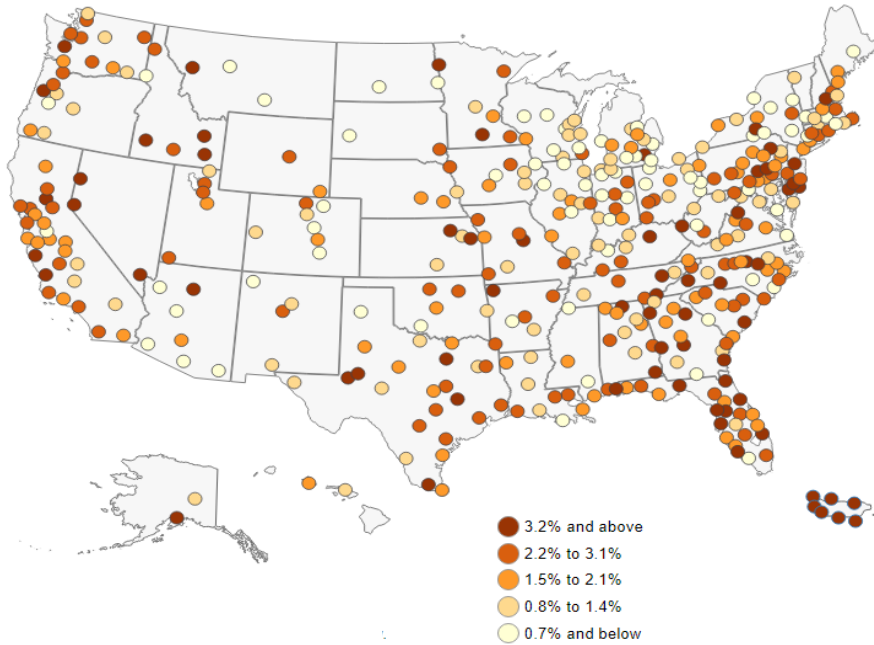 3.2% and above
2.2% to 3.1%
1.5% to 2.1%
0.8% to 1.4%
0.7% and below